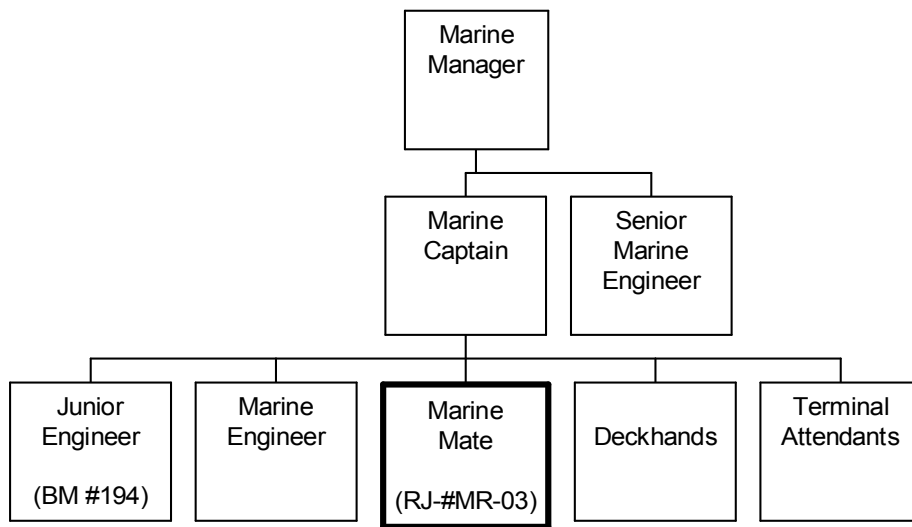 Marine
Manager
Marine
Captain
Senior
Marine
Engineer
Junior
Engineer
(BM #194)
Marine
Engineer
Marine
Mate
(RJ-#MR-03)
Deckhands
Terminal
Attendants